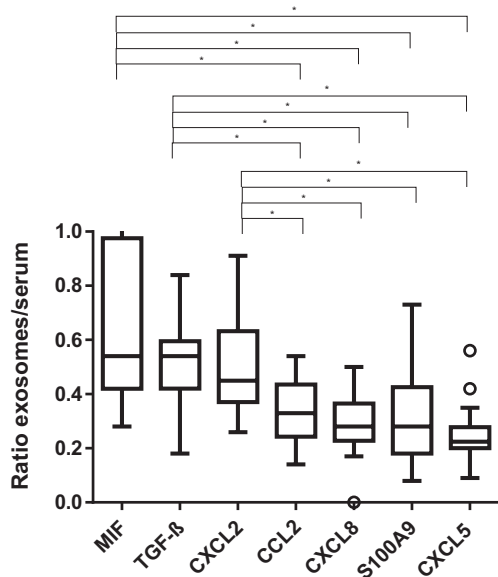 *
*
*
*
*
*
*
*
*
*
*
*
1.0
0.8
0.6
0.4
0.2
0.0
Ratio exosomes/serum
MIF
TGF-ß
CXCL2
CCL2
CXCL8
S100A9
CXCL5